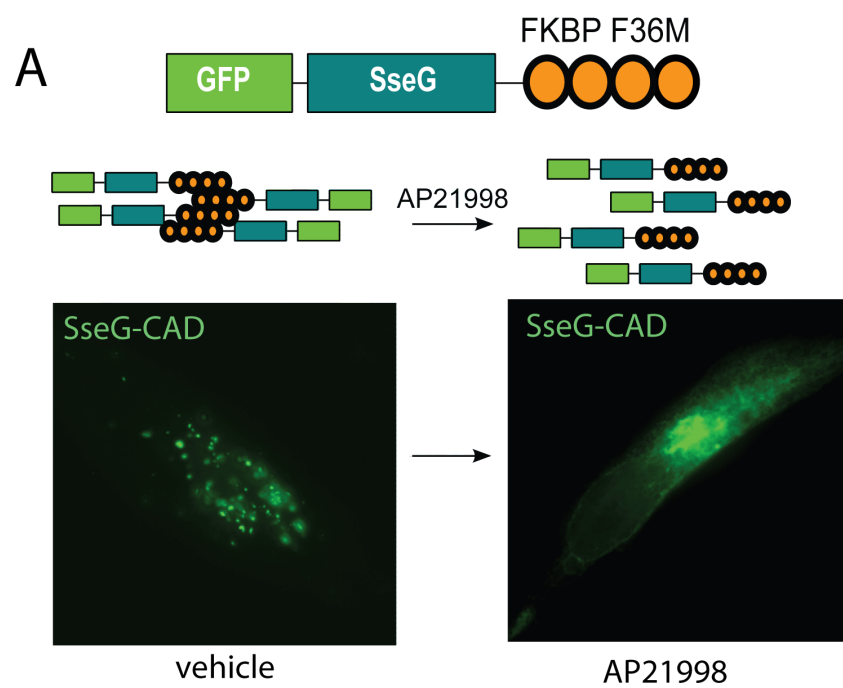 A
FKBP F36M
GFP
SseG
AP21998
SseG-CAD
SseG-CAD
vehicle
AP21998